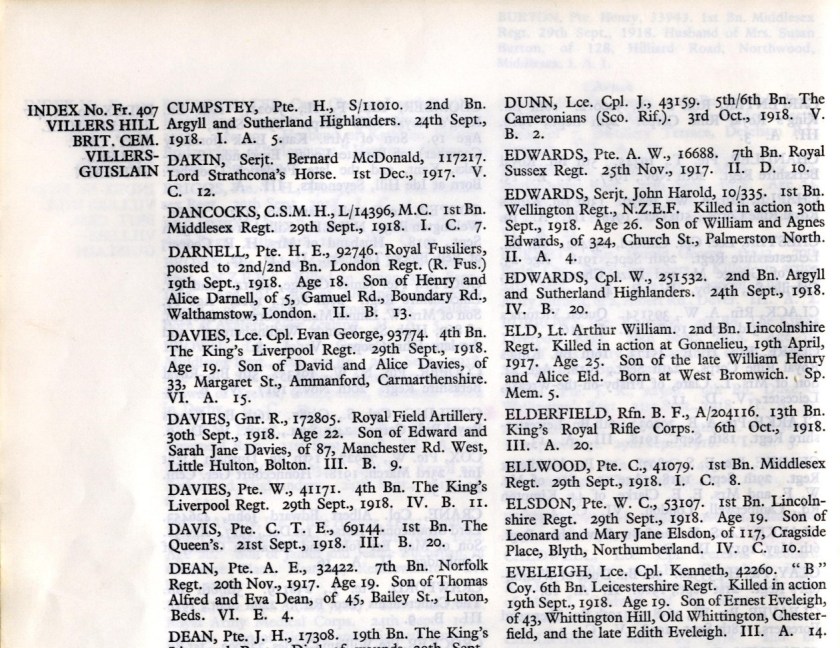 INDEX No. Fr. 407
VILLERS HILL
BRIT. CEM.
VILLERS-
GUISLAIN
CUMPSTEY, Pte. H., S/11010. 2nd Bn.
Argyll and Sutherland Highlanders. 24th Sept.,
1918. I. A. 5.
DAKIN, Serjt. Bernard McDonald, 117217.
Lord Strathcona's Horse. 1st Dec., 1917. V.
C. 12.
DANCOCKS, C.S.M. H., L/14396, M.C. 1st Bn.
Middlesex Regt. 29th Sept., 1918. I. C. 7.
DARNELL, Pte. H. E., 92746. Royal Fusiliers,
posted to 2nd/2nd Bn. London Regt. (R. Fus.)
19th Sept., 1918. Age 18. Son of Henry and
Alice Darnell, of 5, Gamuel Rd., Boundary Rd.,
Walthamstow, London. II. B. 13.
DAVIES, Lce. Cpl. Evan George, 93774. 4th Bn.
The King's Liverpool Regt. 29th Sept., 1918.
Age 19. Son of David and Alice Davies, of
33, Margaret St., Ammanford, Carmarthenshire.
VI. A. 15.
DAVIES, Gnr. R., 172805. Royal Field Artillery.
30th Sept., 1918. Age 22. Son of Edward and
Sarah Jane Davies, of 87, Manchester Rd. West,
Little Hulton, Bolton. III. B. 9.
DAVIES, Pte. W., 41171. 4th Bn. The King's
Liverpool Regt. 29th Sept., 1918. IV. B. 11.
DAVIS, Pte. C. T. E., 69144. 1st Bn. The
Queen's. 21st Sept., 1918. III. B. 20.
DEAN, Pte. A. E., 32422. 7th Bn. Norfolk
Regt. 20th Nov., 1917. Age 19. Son of Thomas
Alfred and Eva Dean, of 45, Bailey St., Luton,
Beds. VI. E. 4.
DEAN, Pte. J. H., 17308. 19th Bn. The King's
DUNN, Lce. Cpl. J., 43159. 5th/6th Bn. The
Cameronians (Sco. Rif.). 3rd Oct., 1918. V.
B. 2.
EDWARDS, Pte. A. W., 16688. 7th Bn. Royal
Sussex Regt. 25th Nov., 1917. II. D. 10.
EDWARDS, Serjt. John Harold, 10/335. 1st Bn.
Wellington Regt., N.Z.E.F. Killed in action 30th
Sept., 1918. Age 26. Son of William and Agnes
Edwards, of 324, Church St., Palmerston North.
II. A. 4.
EDWARDS, Cpl. W., 251532. 2nd Bn. Argyll
and Sutherland Highlanders. 24th Sept., 1918.
IV. B. 20.
ELD, Lt. Arthur William. 2nd Bn. Lincolnshire
Regt. Killed in action at Gonnelieu, 19th April,
1917. Age 25. Son of the late William Henry
and Alice Eld. Born at West Bromwich. Sp.
Mem. 5.
ELDERFIELD, Rfn. B. F., A/204116. 13th Bn.
King's Royal Rifle Corps. 6th Oct., 1918.
III. A. 20.
ELLWOOD, Pte. C., 41079. 1st Bn. Middlesex
Regt. 29th Sept., 1918. I. C. 8.
ELSDON, Pte. W. C., 53107. 1st Bn. Lincoln-
shire Regt. 29th Sept., 1918. Age 19. Son of
Leonard and Mary Jane Elsdon, of 117, Cragside
Place, Blyth, Northumberland. IV. C. 10.
EVELEIGH, Lce. Cpl. Kenneth, 42260. "B"
Coy. 6th Bn. Leicestershire Regt. Killed in action
19th Sept., 1918. Age 19. Son of Ernest Eveleigh,
of 43, Whittington Hill, Old Whittington, Chester-
field, and the late Edith Eveleigh. III. A. 14.